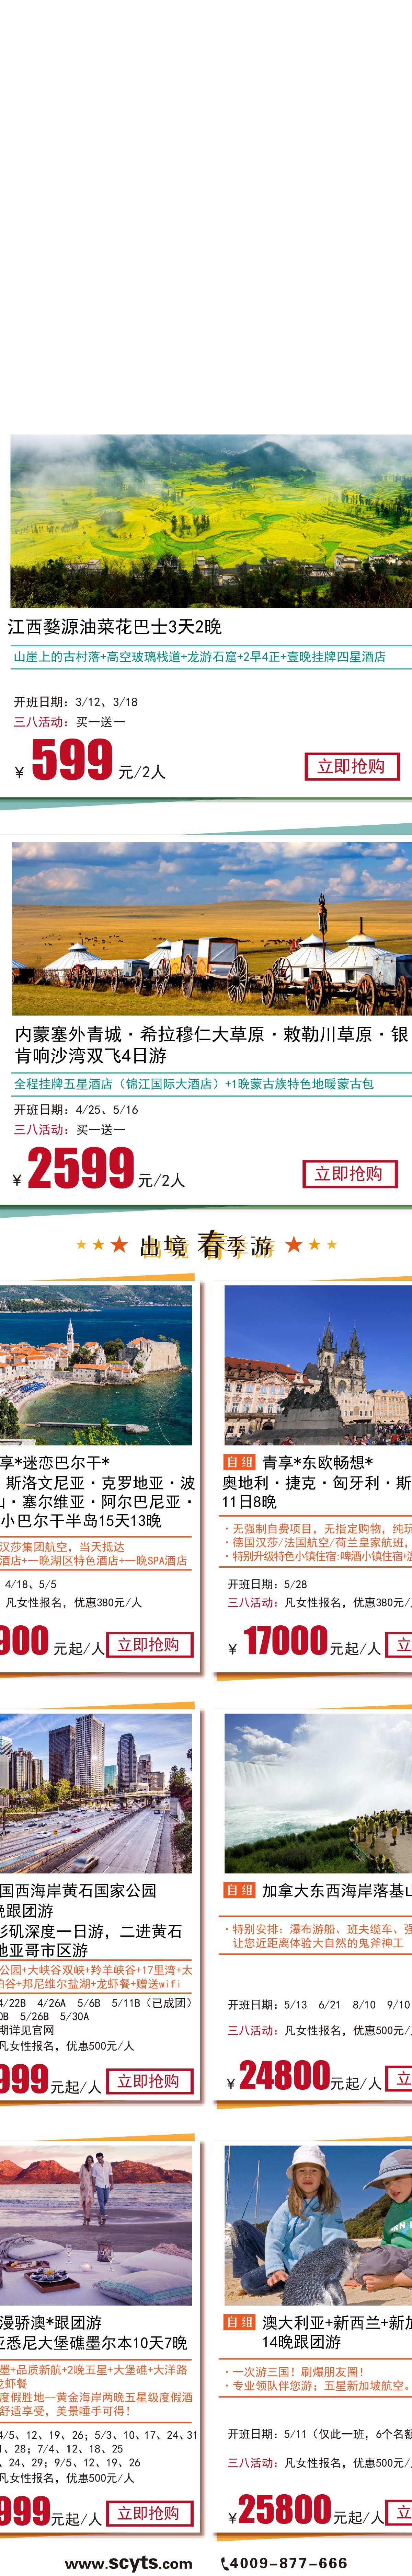 江西婺源油菜花巴士3天2晚
山崖上的古村落+高空玻璃栈道+龙游石窟+2早4正+壹晚挂牌四星酒店
开班日期：3/12、3/18
三八活动：买一送一
¥ 599 元/2人
立即抢购
内蒙塞外青城·希拉穆仁大草原·敕勒川草原·银
肯响沙湾双飞4日游
全程挂牌五星酒店（锦江国际大酒店）+1晚蒙古族特色地暖蒙古包
开班日期：4/25、5/16
三八活动：买一送一
¥ 2599 元/2人
立即抢购
出境春季游
享*迷恋巴尔干*
斯洛文尼亚·克罗地亚·波
·塞尔维亚·阿尔巴尼亚·
小巴尔干半岛15天13晚
汉莎集团航空，当天抵达
酒店+一晚湖区特色酒店+一晚SPA酒店
4/18、5/5
凡女性报名，优惠380元/人
900 元起/人 立即抢购
自组 青享*东欧畅想*
奥地利·捷克·匈牙利·斯
11日8晚
·无强制自费项目，无指定购物，纯玩
·德国汉莎/法国航空/荷兰皇家航班，
·特别升级特色小镇住宿:啤酒小镇住宿+温
开班日期：5/28
三八活动：凡女性报名，优惠380元/
¥ 17000 元起/人 立
国西海岸黄石国家公园
跟团游
杉矶深度一日游，二进黄石
地亚哥市区游
公园+大峡谷双峡+羚羊峡谷+17里湾+太
白谷+邦尼维尔盐湖+龙虾餐+赠送wifi
4/22B 4/26A 5/6B 5/11B（已成团）
0B 5/26B 5/30A
期详见官网
凡女性报名，优惠500元/人
999 元起/人 立即抢购
自组 加拿大东西海岸落基山
·特别安排：瀑布游船、班夫缆车、强
让您近距离体验大自然的鬼斧神工
开班日期：5/13 6/21 8/10 9/10
三八活动：凡女性报名，优惠500元/
¥ 24800 元起/人 立
漫骄澳*跟团游
亚悉尼大堡礁墨尔本10天7晚
墨+品质新航+2晚五星+大堡礁+大洋路
龙虾餐
度假胜地—黄金海岸两晚五星级度假酒
舒适享受，美景唾手可得！
4/5、12、19、26；5/3、10、17、24、31
、28；7/4、12、18、25
、24、29；9/5、12、19、26
凡女性报名，优惠500元/人
999 元起/人 立即抢购
自组 澳大利亚+新西兰+新加
14晚跟团游
·一次游三国！刷爆朋友圈！
·专业领队伴您游；五星新加坡航空。
开班日期：5/11（仅此一班，6个名额
三八活动：凡女性报名，优惠500元/
¥ 25800 元起/人 立
www.scyts.com 4009-877-666